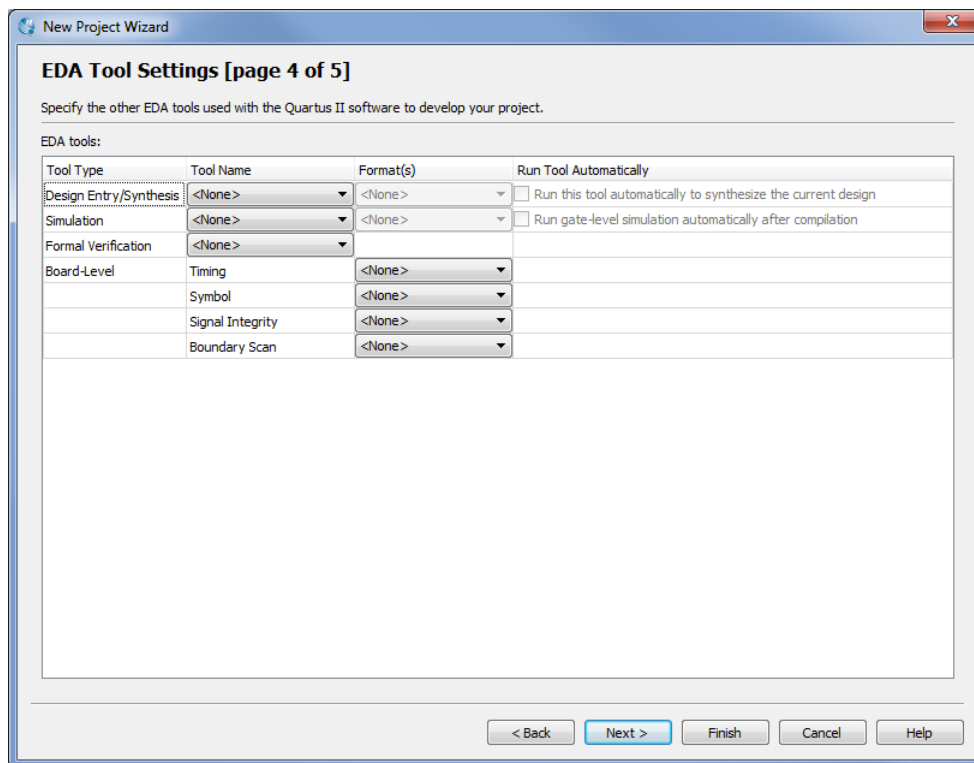 New Project Wizard
EDA Tool Settings [page 4 of 5]
Specify the other EDA tools used with the Quartus II software to develop your project.
EDA tools:
Tool Type Tool Name Format(s) Run Tool Automatically
Design Entry/Synthesis <None> <None> Run this tool automatically to synthesize the current design
Simulation <None> <None> Run gate-level simulation automatically after compilation
Formal Verification <None>
Board-Level Timing <None>
Symbol <None>
Signal Integrity <None>
Boundary Scan <None>
< Back Next > Finish Cancel Help